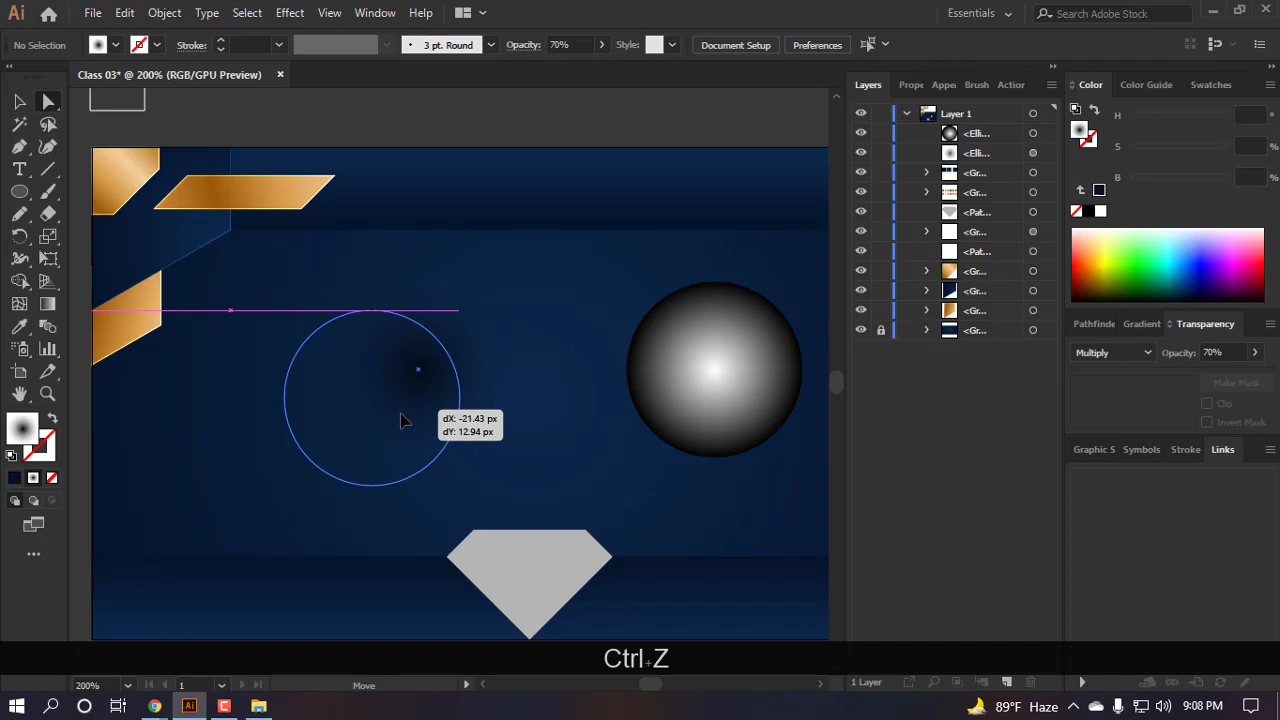 Ai File Edit Object Type Select Effect View Window Help Essentials Search Adobe Stock
No Selection Stroke: 3 pt. Round Opacity: 70% Style: Document Setup Preferences
Class 03* @ 200% (RGB/GPU Preview) ×
Layers Prope Appea Brush Action
Color Color Guide Swatches
Layer 1
<Elli...
<Elli...
<Gr...
<Gr...
<Pat...
<Gr...
<Pat...
<Gr...
<Gr...
<Gr...
<Gr...
H
S %
B %
Pathfinde Gradient Transparency
Multiply Opacity: 70%
Make Mask
Clip
Invert Mask
Graphic S Symbols Stroke Links
dX: -21.43 px
dY: 12.94 px
Ctrl+Z
200% 1 Move
1 Layer
Ai 89°F Haze 9:08 PM